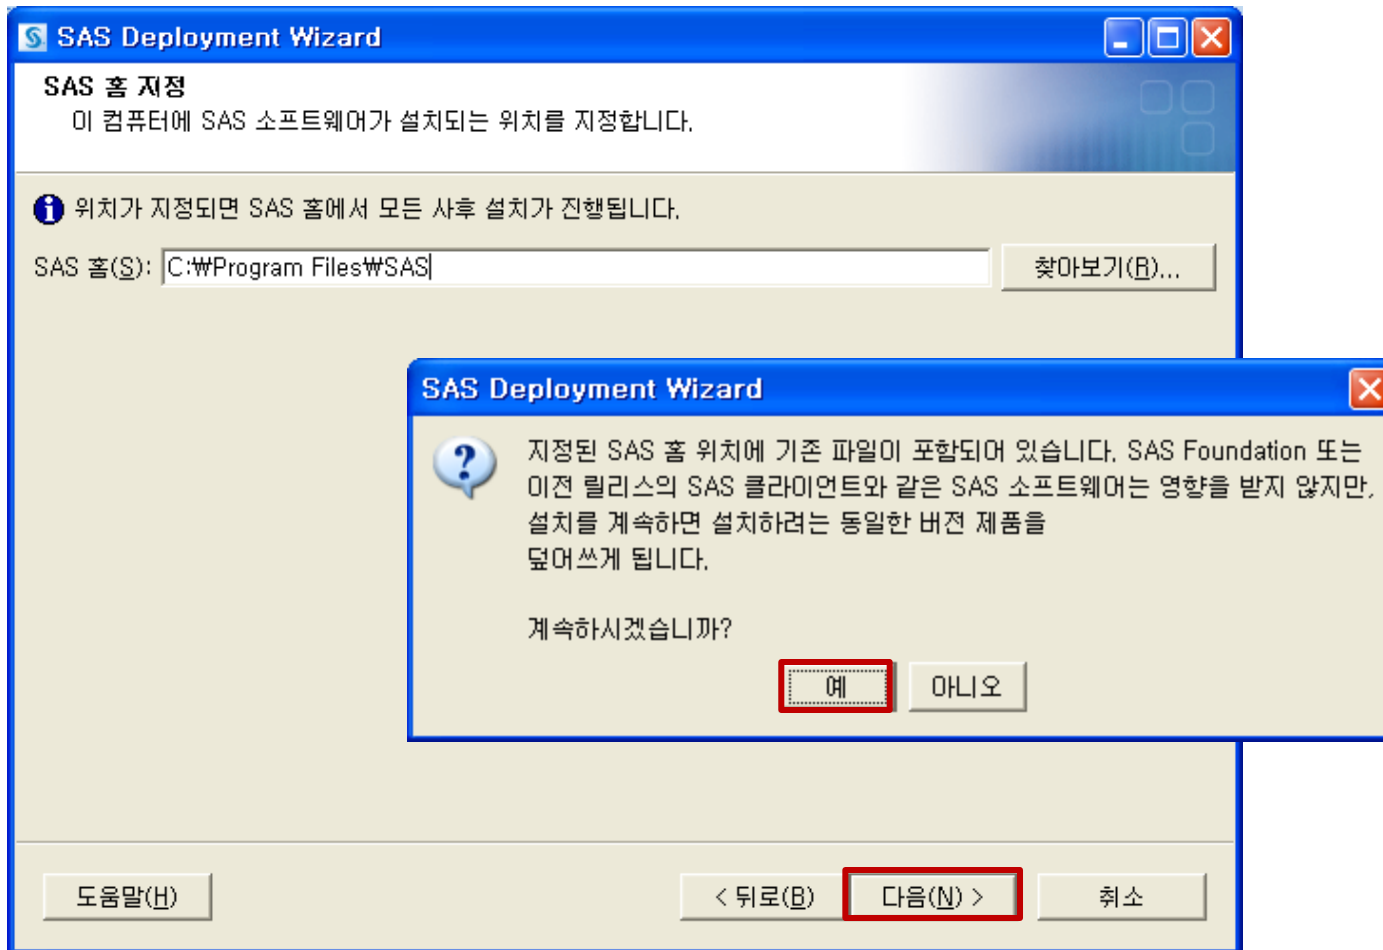 SAS Deployment Wizard
SAS 홈 지정
이 컴퓨터에 SAS 소프트웨어가 설치되는 위치를 지정합니다.
위치가 지정되면 SAS 홈에서 모든 사후 설치가 진행됩니다.
SAS 홈(S): C:₩Program Files₩SAS 찾아보기(R)...
SAS Deployment Wizard
지정된 SAS 홈 위치에 기존 파일이 포함되어 있습니다. SAS Foundation 또는
이전 릴리스의 SAS 클라이언트와 같은 SAS 소프트웨어는 영향을 받지 않지만,
설치를 계속하면 설치하려는 동일한 버전 제품을
덮어쓰게 됩니다.
계속하시겠습니까?
예 아니오
도움말(H) < 뒤로(B) 다음(N) > 취소